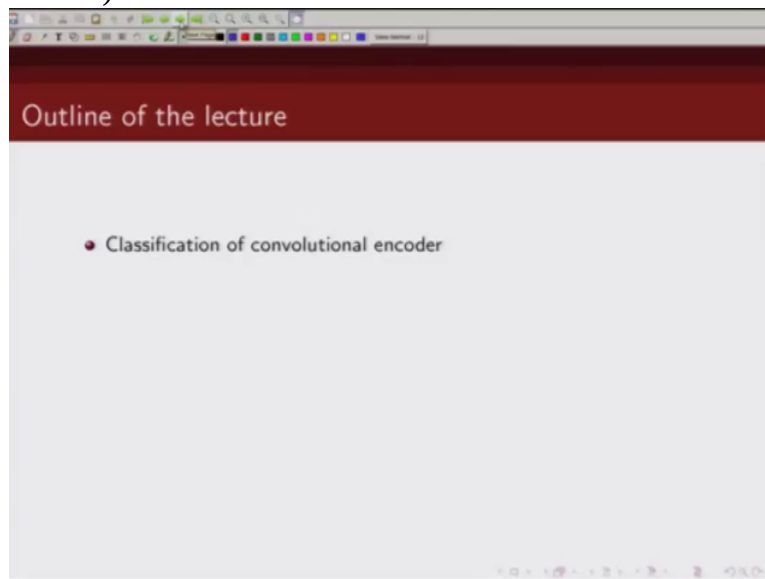 Outline of the lecture
Classification of convolutional encoder